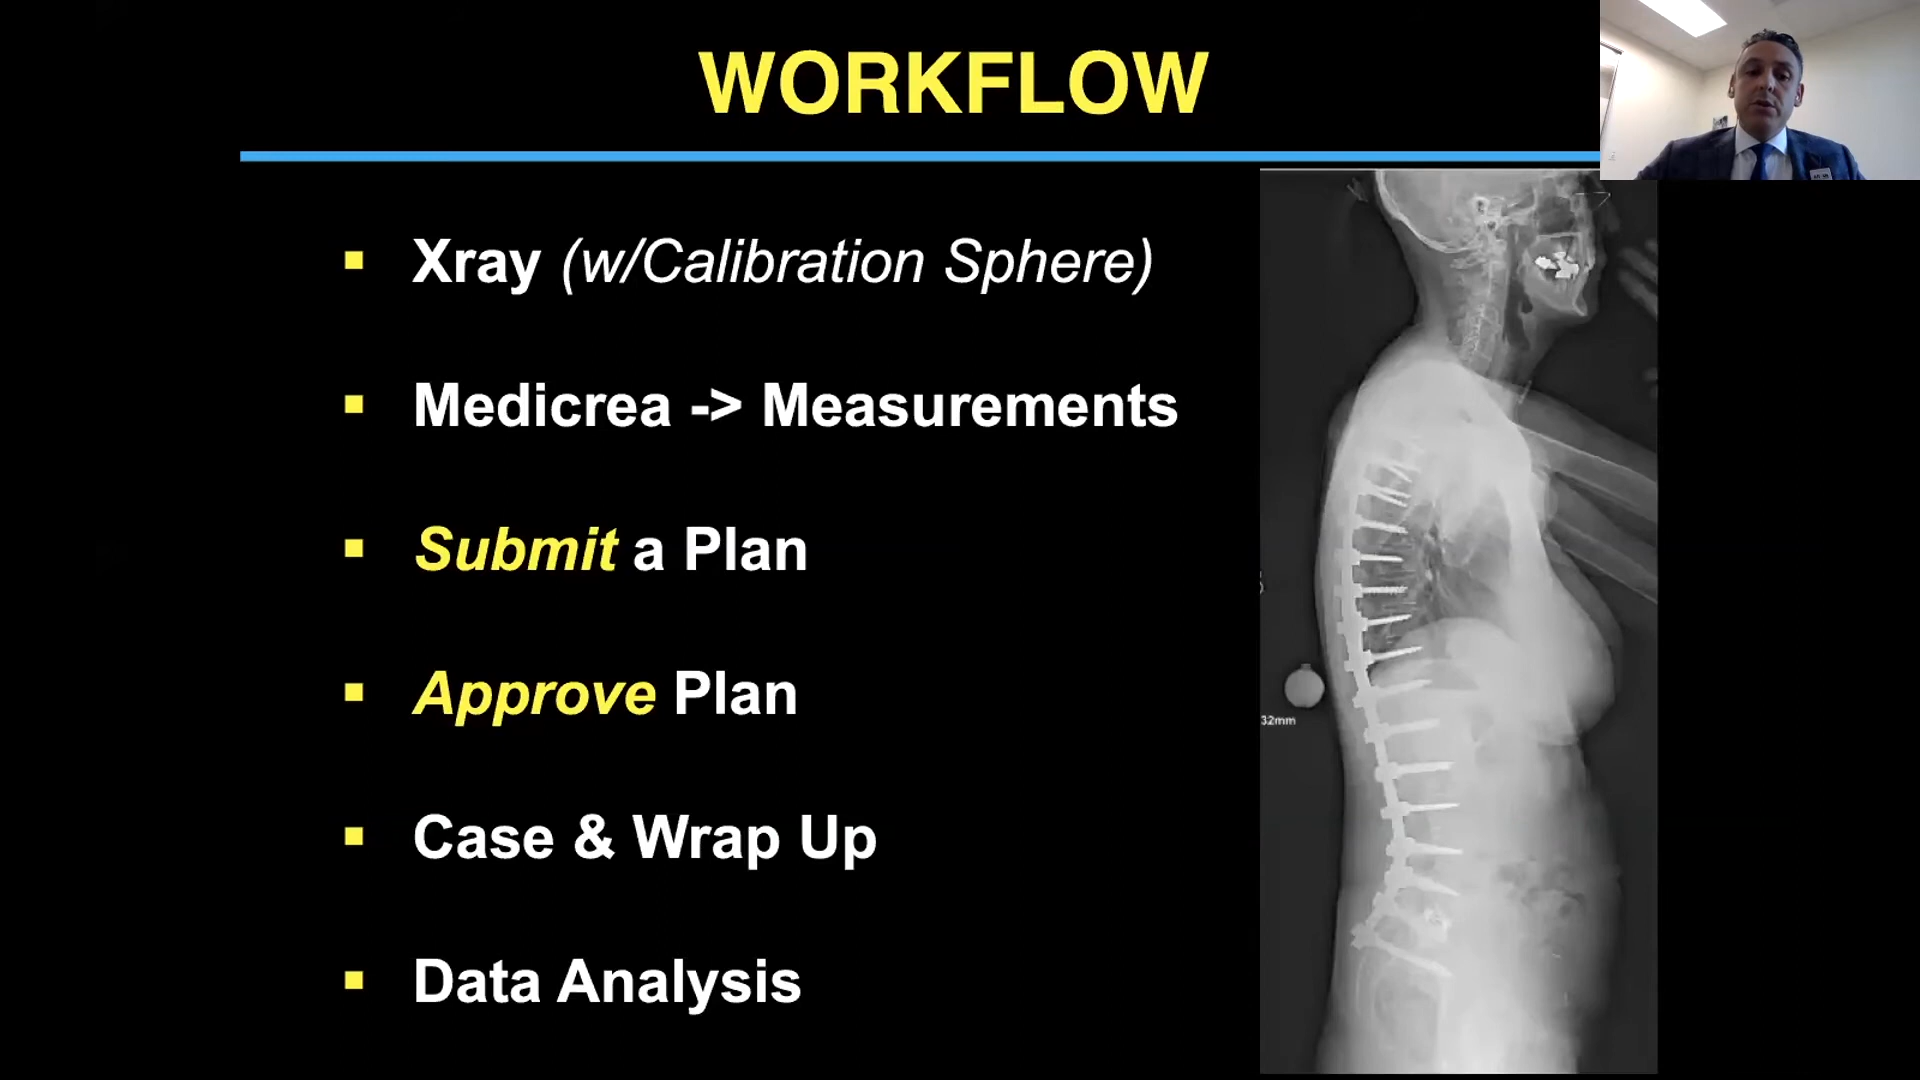 WORKFLOW
Xray (w/Calibration Sphere)
Medicrea -> Measurements
Submit a Plan
Approve Plan
32mm
Case & Wrap Up
Data Analysis